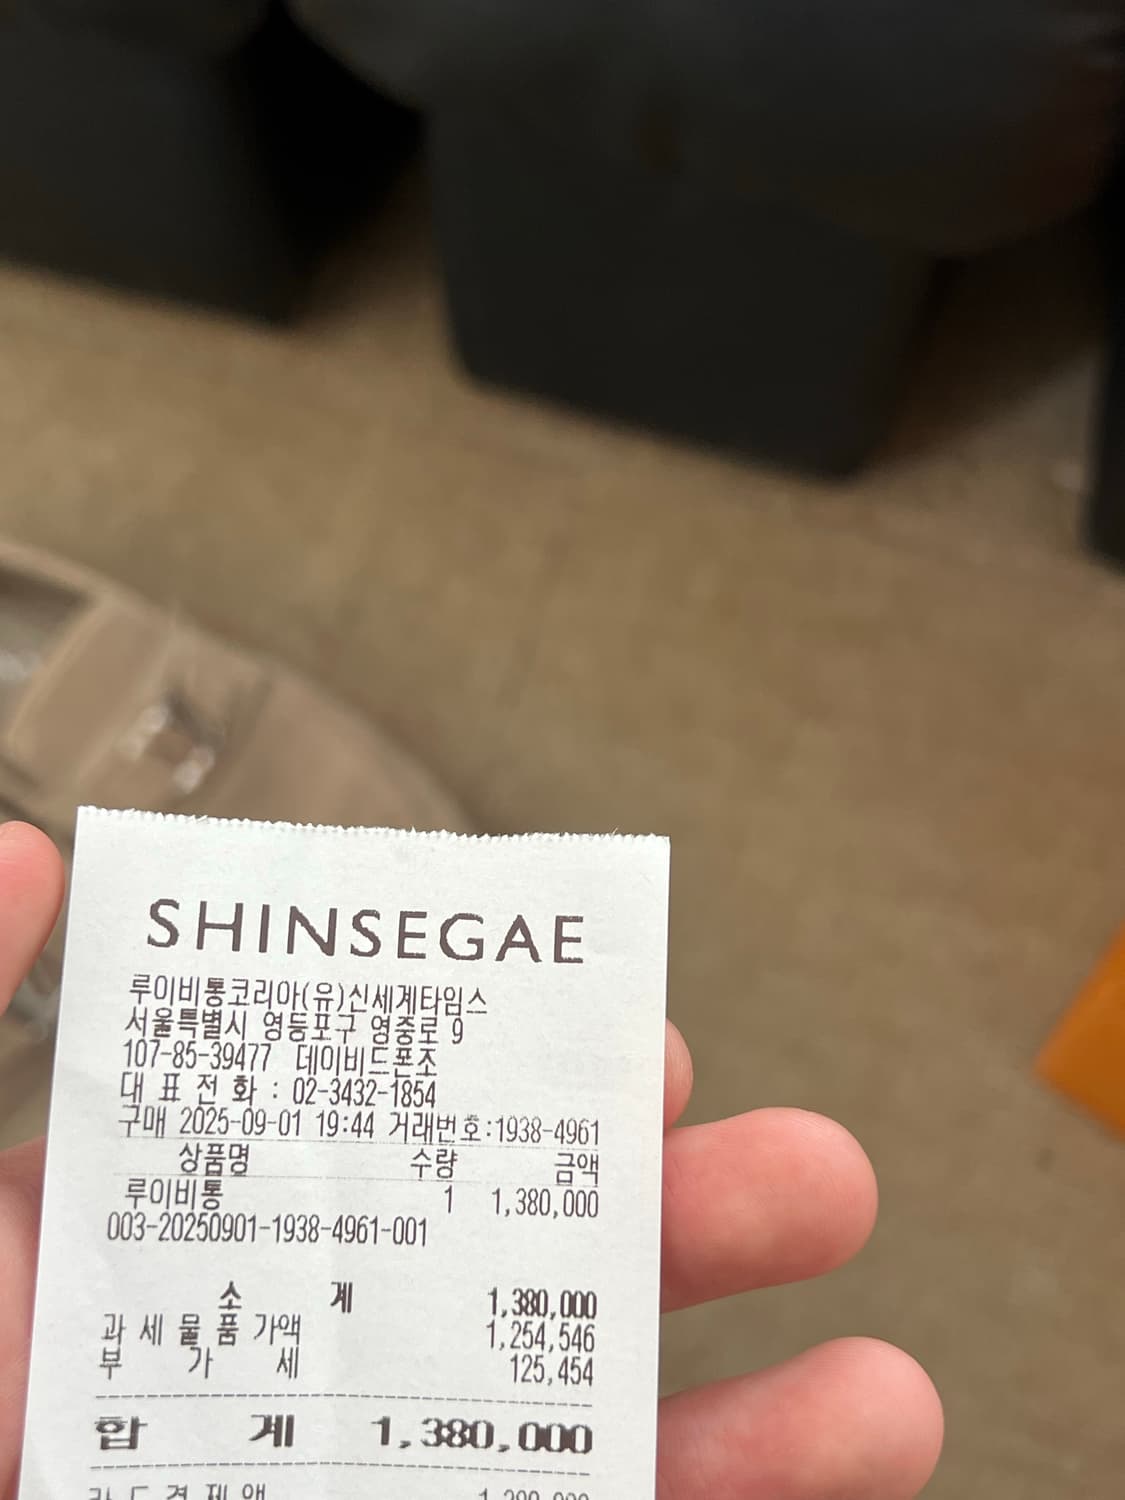 SHINSEGAE
루이비통코리아(유)신세계타임스
서울특별시 영등포구 영중로 9
107-85-39477 데이비드폰조
대 표 전 화 : 02-3432-1854
구매 2025-09-01 19:44 거래번호:1938-4961
상품명 수량 금액
루이비통 1 1,380,000
003-20250901-1938-4961-001
소 계 1,380,000
과 세 물 품 가액 1,254,546
부 가 세 125,454
합 계 1,380,000